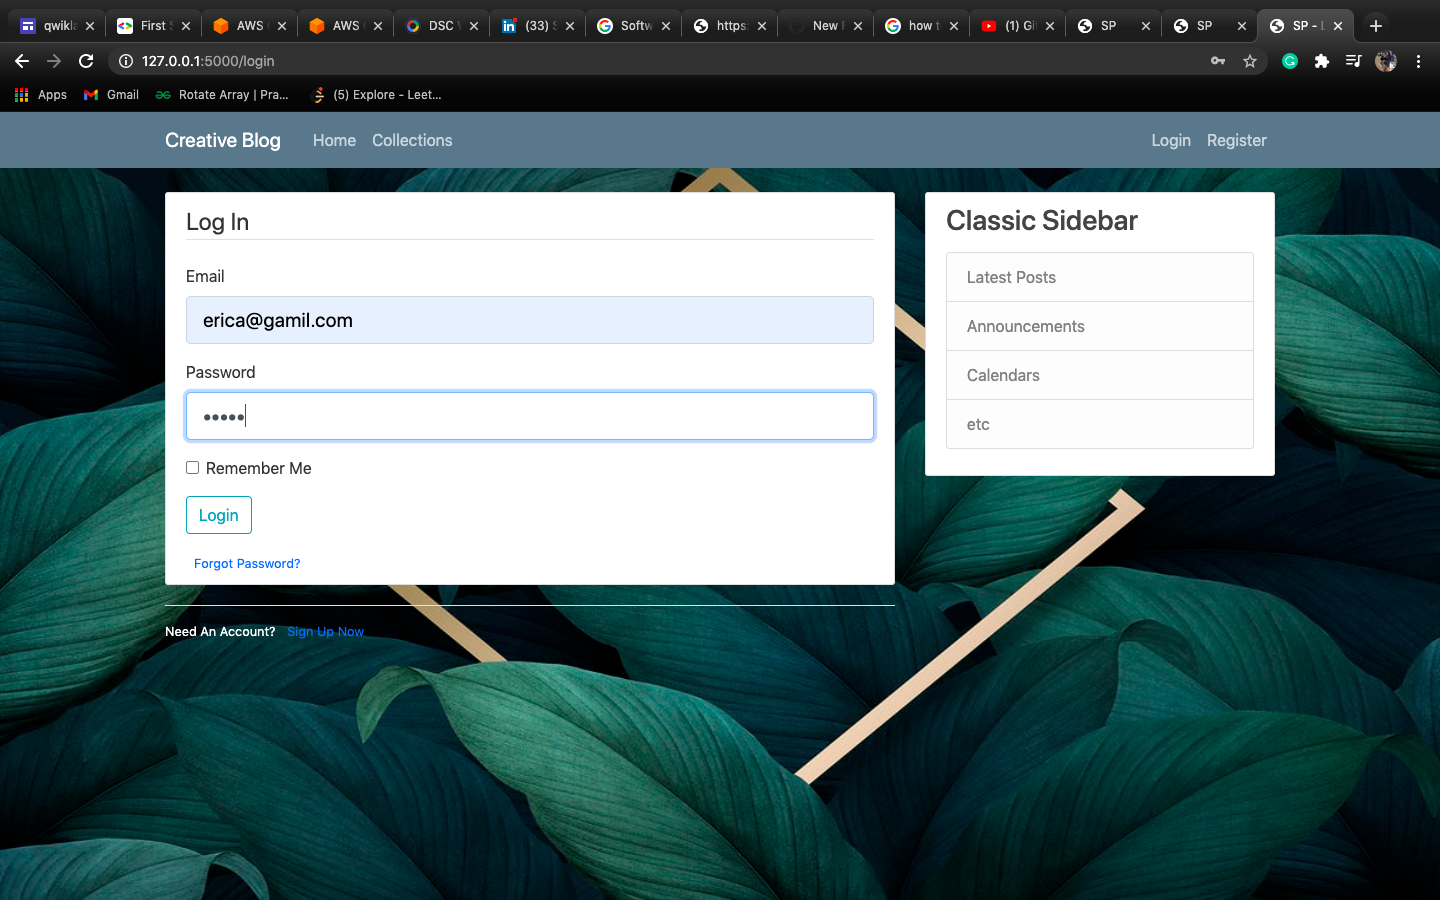 qwikl
First S
AWS
AWS
DSC
(33) S
Softw
https:
New
how t
(1) Gi
SP
SP
SP - L
127.0.0.1:5000/login
Apps
Gmail
Rotate Array | Pra...
(5) Explore - Leet...
Creative Blog
Home
Collections
Login
Register
Log In
Email
erica@gamil.com
Password
Remember Me
Login
Forgot Password?
Need An Account? Sign Up Now
Classic Sidebar
Latest Posts
Announcements
Calendars
etc